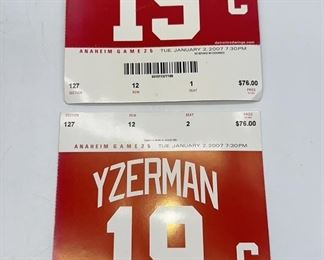 19 C
detroitredwings.com
ANAHEIM GAME 25 TUE, JANUARY 2, 2007 7:30PM
127 12 1 $76.00
SECTION ROW SEAT PRICE
SECTION ROW SEAT PRICE
127 12 2 $76.00
ANAHEIM GAME 25 TUE, JANUARY 2, 2007 7:30PM
YZERMAN
19 C